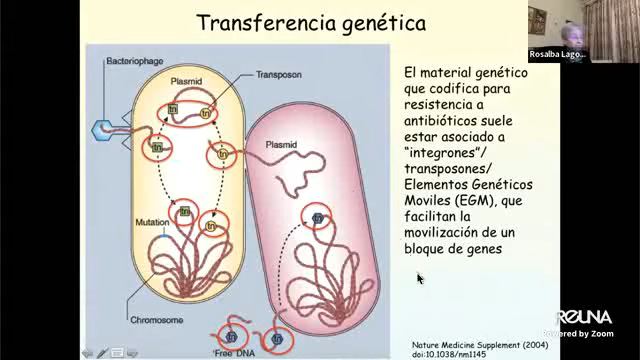 Transferencia genética
Rosalba Lago...
Bacteriophage
Plasmid
Transposon
tn
tn
tn
tn
Plasmid
tn
tn
Mutation
Chromosome
'Free DNA
El material genético
que codifica para
resistencia a
antibióticos suele
estar asociado a
"integrones"/
transposones/
Elementos Genéticos
Moviles (EGM), que
facilitan la
movilización de un
bloque de genes
Nature Medicine Supplement (2004)
doi:10.1038/nm1145
REUNA
Powered by Zoom